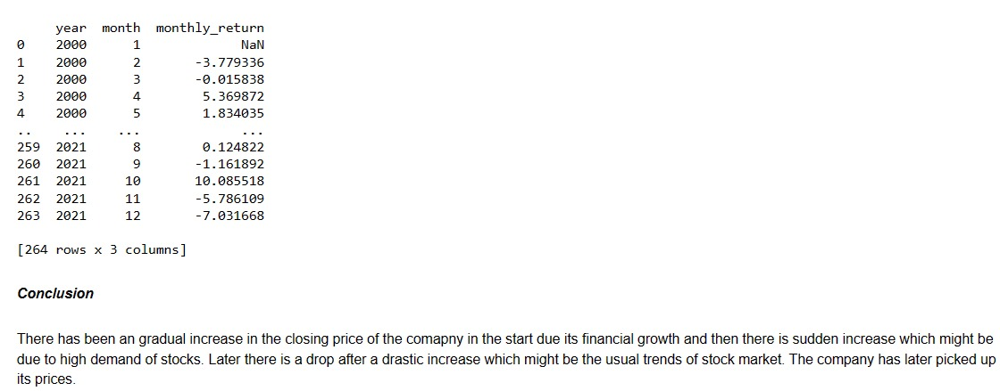 year month monthly_return
0 2000 1 NaN
1 2000 2 -3.779336
2 2000 3 -0.015838
3 2000 4 5.369872
4 2000 5 1.834035
.. ... ... ...
259 2021 8 0.124822
260 2021 9 -1.161892
261 2021 10 10.085518
262 2021 11 -5.786109
263 2021 12 -7.031668
[264 rows x 3 columns]
Conclusion
There has been an gradual increase in the closing price of the comapny in the start due its financial growth and then there is sudden increase which might be
due to high demand of stocks. Later there is a drop after a drastic increase which might be the usual trends of stock market. The company has later picked up
its prices.